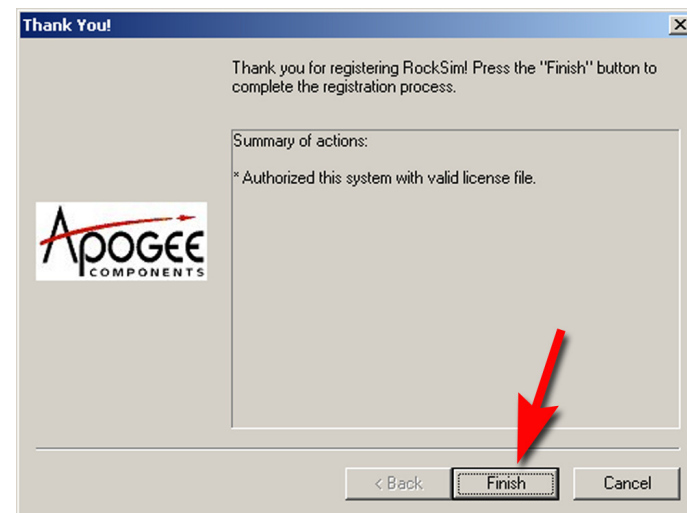 Thank You!
Thank you for registering RockSim! Press the "Finish" button to
complete the registration process.
Summary of actions:
* Authorized this system with valid license file.
APOGEE
COMPONENTS
< Back
Finish
Cancel